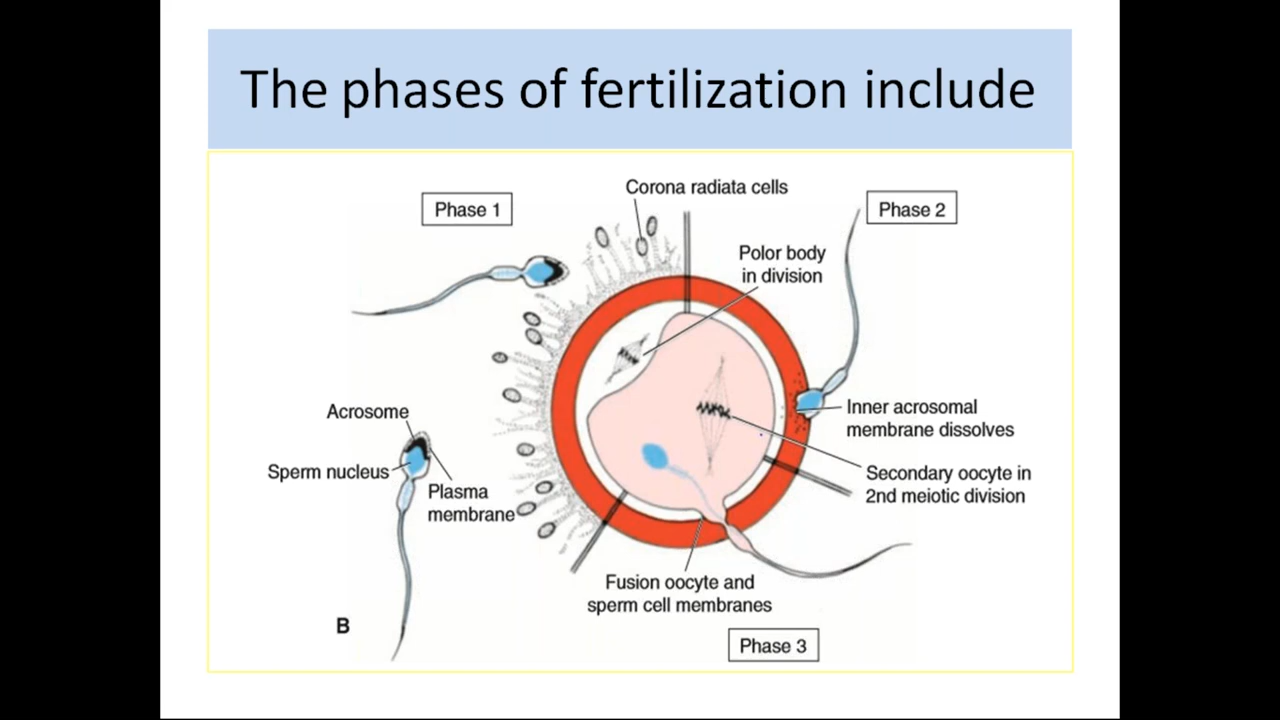 The phases of fertilization include
Corona radiata cells
Phase 1
Phase 2
Polor body
in division
Acrosome
Inner acrosomal
membrane dissolves
Sperm nucleus
Plasma
membrane
Secondary oocyte in
2nd meiotic division
Fusion oocyte and
sperm cell membranes
B
Phase 3